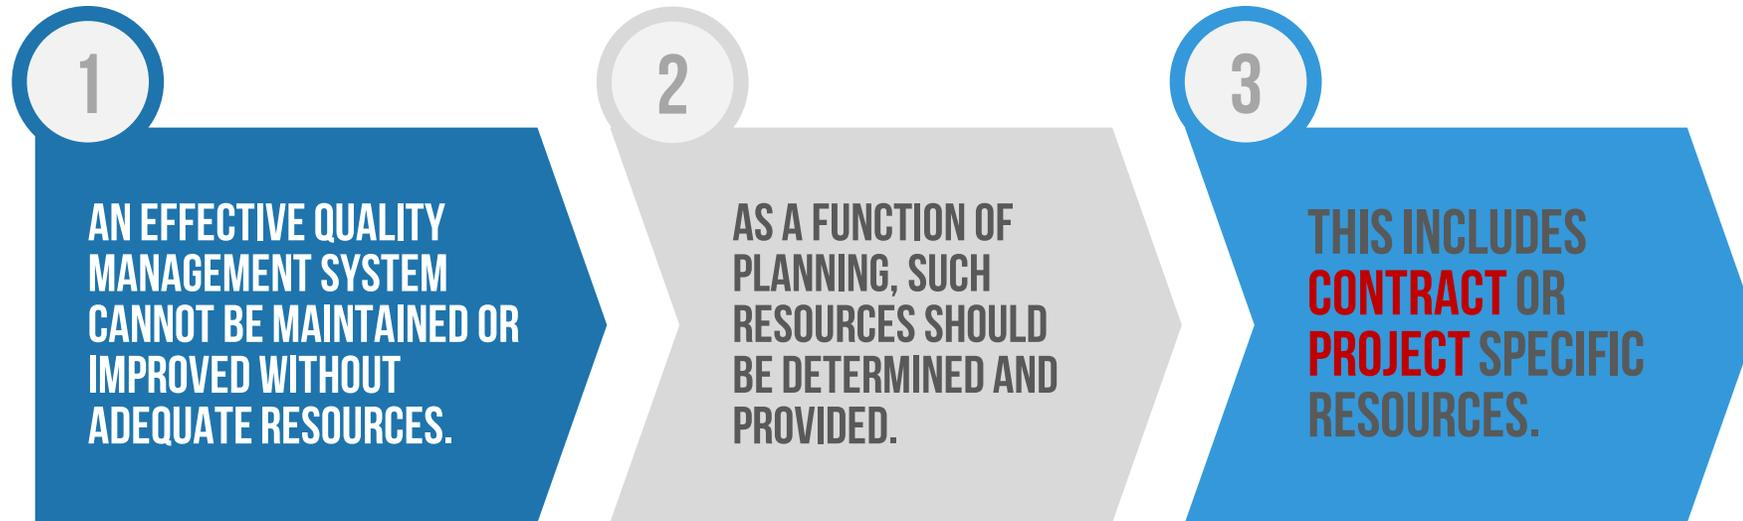 1
AN EFFECTIVE QUALITY
MANAGEMENT SYSTEM
CANNOT BE MAINTAINED OR
IMPROVED WITHOUT
ADEQUATE RESOURCES.
2
AS A FUNCTION OF
PLANNING, SUCH
RESOURCES SHOULD
BE DETERMINED AND
PROVIDED.
3
THIS INCLUDES
CONTRACT OR
PROJECT SPECIFIC
RESOURCES.